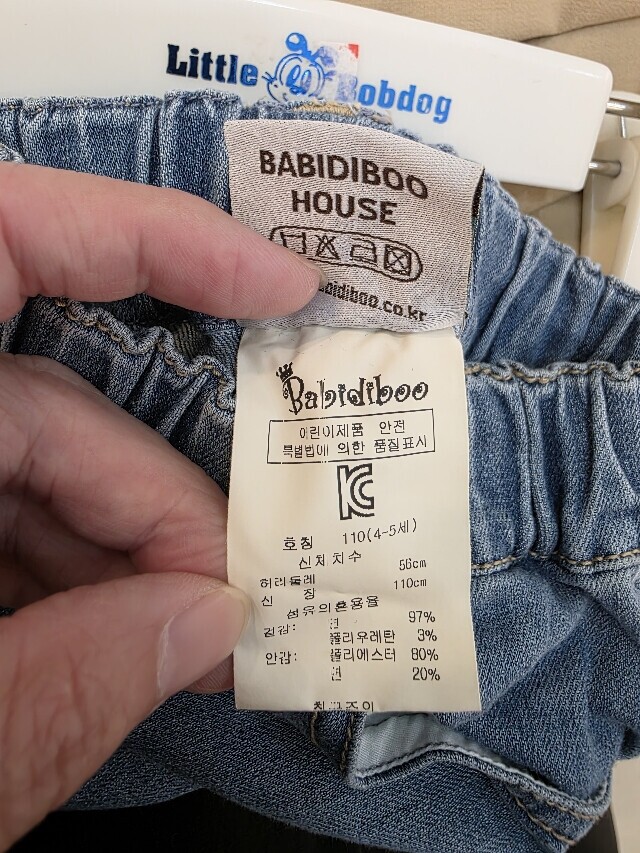 Little Bobdog
BABIDIBOO
HOUSE
bidiboo.co.kr
Babidiboo
어린이제품 안전
특별법에 의한 품질표시
KC
호칭 110(4-5세)
신체치수
허리둘레 56cm
신 장 110cm
섬유의혼용율
겉감: 면 97%
폴리우레탄 3%
안감: 폴리에스터 80%
면 20%